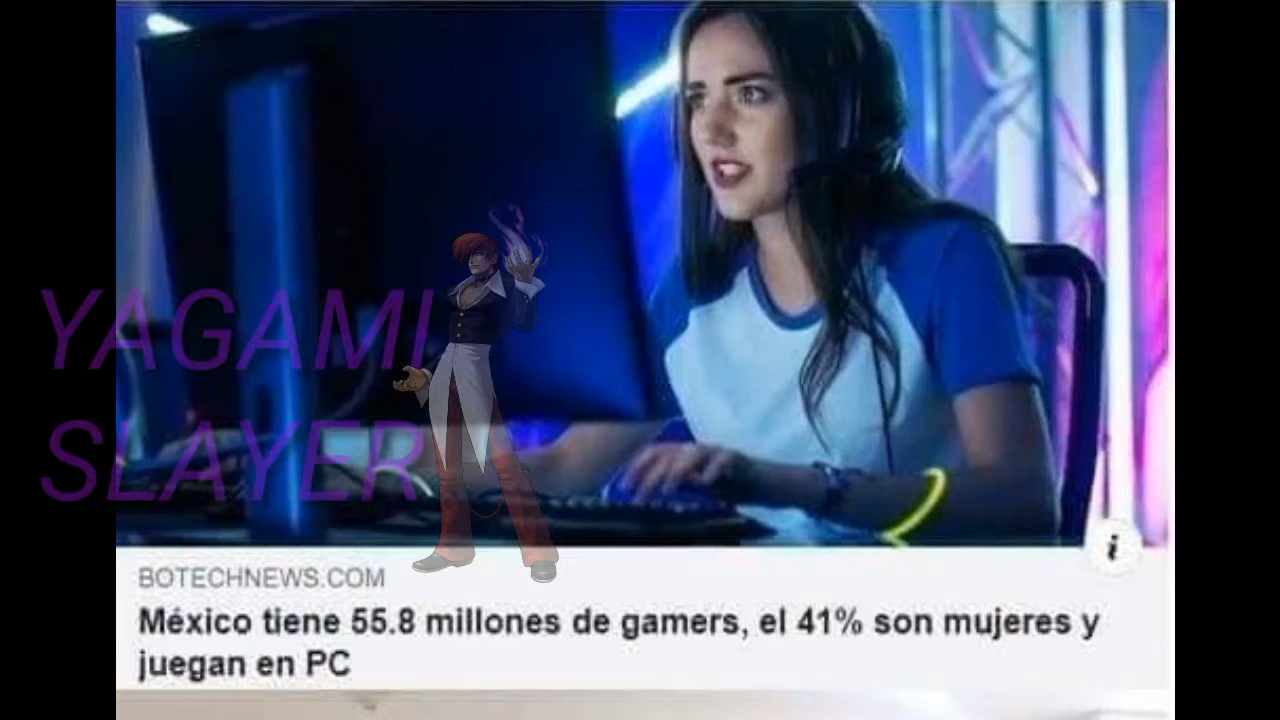 YAGAMI
SLAYER
BOTECHNEWS.COM
México tiene 55.8 millones de gamers, el 41% son mujeres y
juegan en PC